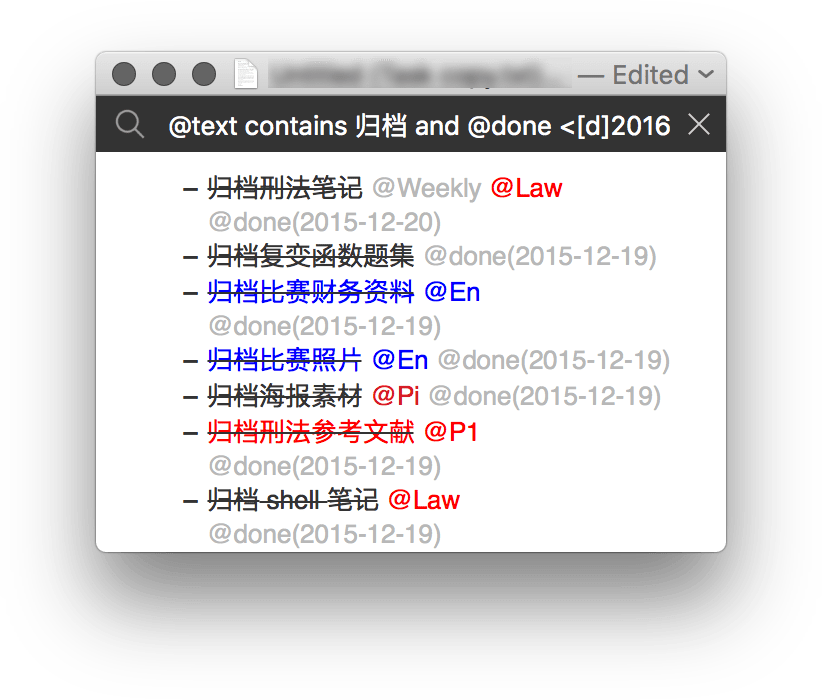 — Edited
@text contains 归档 and @done <[d]2016
– 归档刑法笔记 @Weekly @Law
@done(2015-12-20)
– 归档复变函数题集 @done(2015-12-19)
– 归档比赛财务资料 @En
@done(2015-12-19)
– 归档比赛照片 @En @done(2015-12-19)
– 归档海报素材 @Pi @done(2015-12-19)
– 归档刑法参考文献 @P1
@done(2015-12-19)
– 归档 shell 笔记 @Law
@done(2015-12-19)